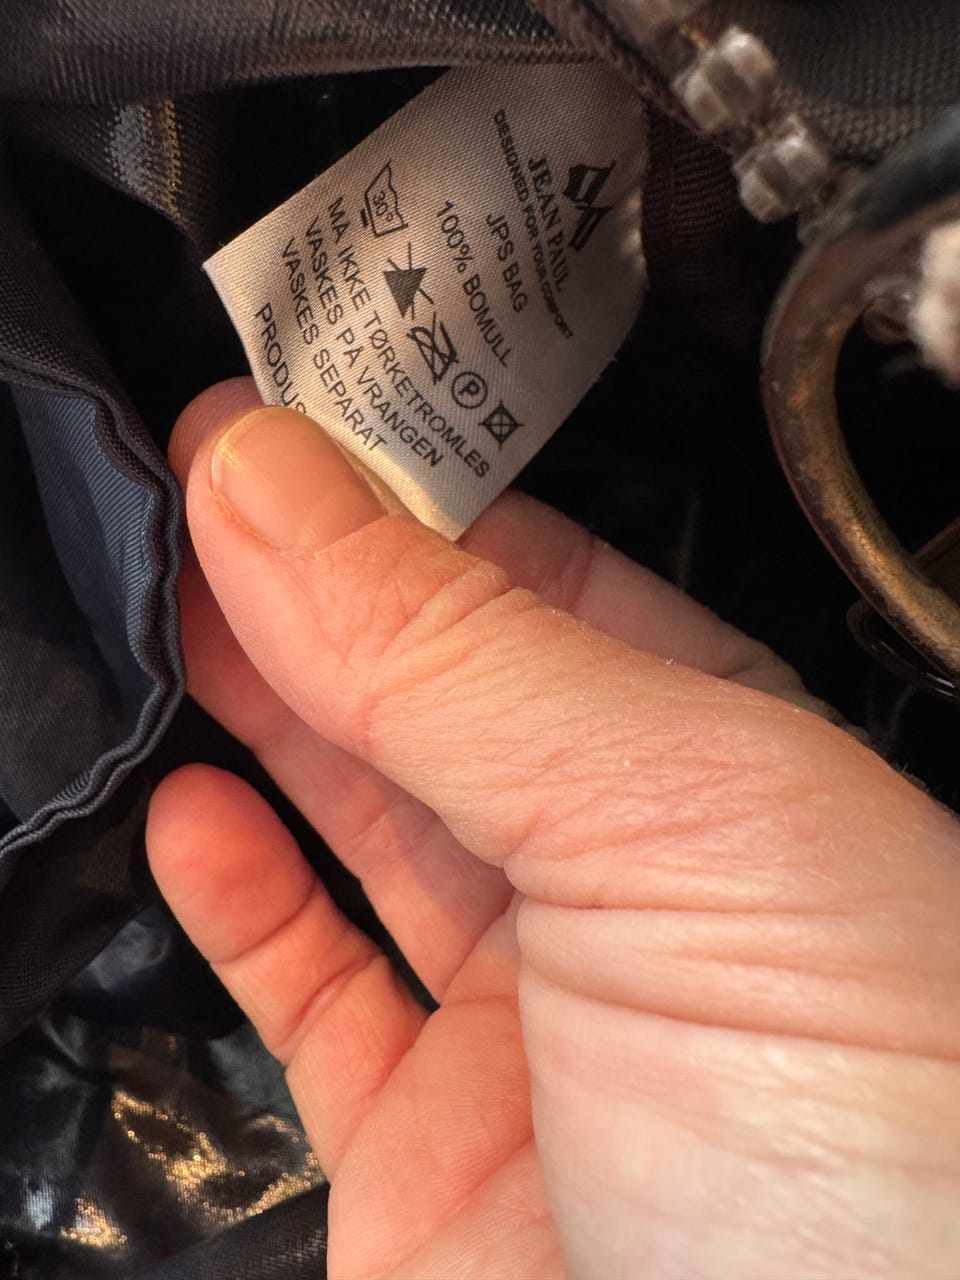 JEAN PAUL
DESIGNED FOR YOUR COMFORT
JPS BAG
100% BOMULL
30°
P
MÅ IKKE TØRKETROMLES
VASKES PÅ VRANGEN
VASKES SEPARAT